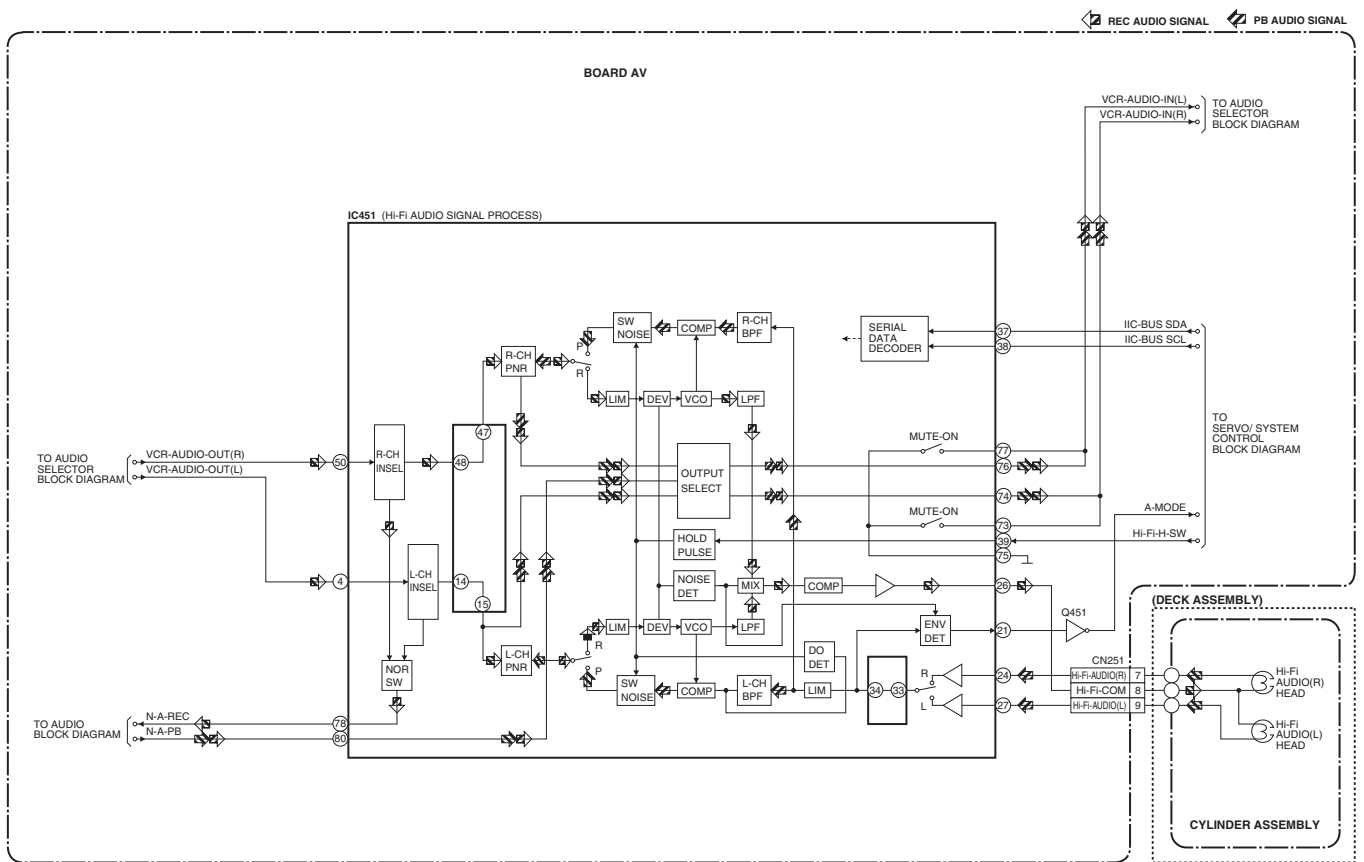 REC AUDIO SIGNAL PB AUDIO SIGNAL
BOARD AV
VCR-AUDIO-IN(L)
VCR-AUDIO-IN(R)
TO AUDIO
SELECTOR
BLOCK DIAGRAM
IC451 (Hi-Fi AUDIO SIGNAL PROCESS)
SW
NOISE
COMP
R-CH
BPF
SERIAL
DATA
DECODER
37
IIC-BUS SDA
38
IIC-BUS SCL
P
R
R-CH
PNR
LIM
DEV
VCO
LPF
TO
SERVO/ SYSTEM
CONTROL
BLOCK DIAGRAM
47
48
MUTE-ON
77
76
TO AUDIO
SELECTOR
BLOCK DIAGRAM
VCR-AUDIO-OUT(R)
VCR-AUDIO-OUT(L)
50
R-CH
INSEL
OUTPUT
SELECT
74
MUTE-ON
73
A-MODE
Hi-Fi-H-SW
39
75
HOLD
PULSE
4
L-CH
INSEL
14
15
NOISE
DET
MIX
COMP
26
(DECK ASSEMBLY)
LIM
DEV
VCO
LPF
ENV
DET
21
Q451
R
P
L-CH
PNR
DO
DET
NOR
SW
SW
NOISE
COMP
L-CH
BPF
LIM
34
33
R
L
24
27
CN251
Hi-Fi-AUDIO(R) 7
Hi-Fi-COM 8
Hi-Fi-AUDIO(L) 9
Hi-Fi
AUDIO(R)
HEAD
Hi-Fi
AUDIO(L)
HEAD
TO AUDIO
BLOCK DIAGRAM
N-A-REC
N-A-PB
78
80
CYLINDER ASSEMBLY